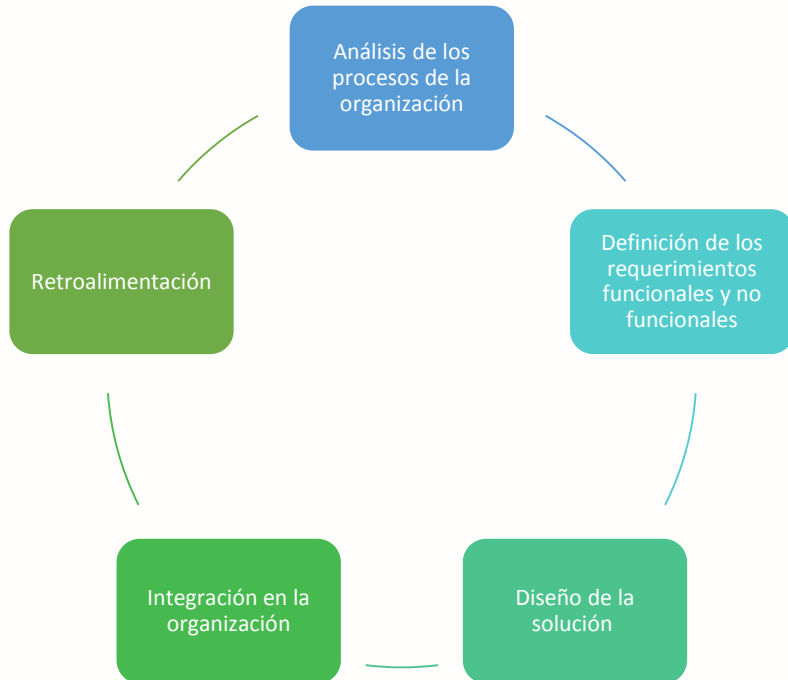 Análisis de los
procesos de la
organización
Definición de los
requerimientos
funcionales y no
funcionales
Diseño de la
solución
Integración en la
organización
Retroalimentación